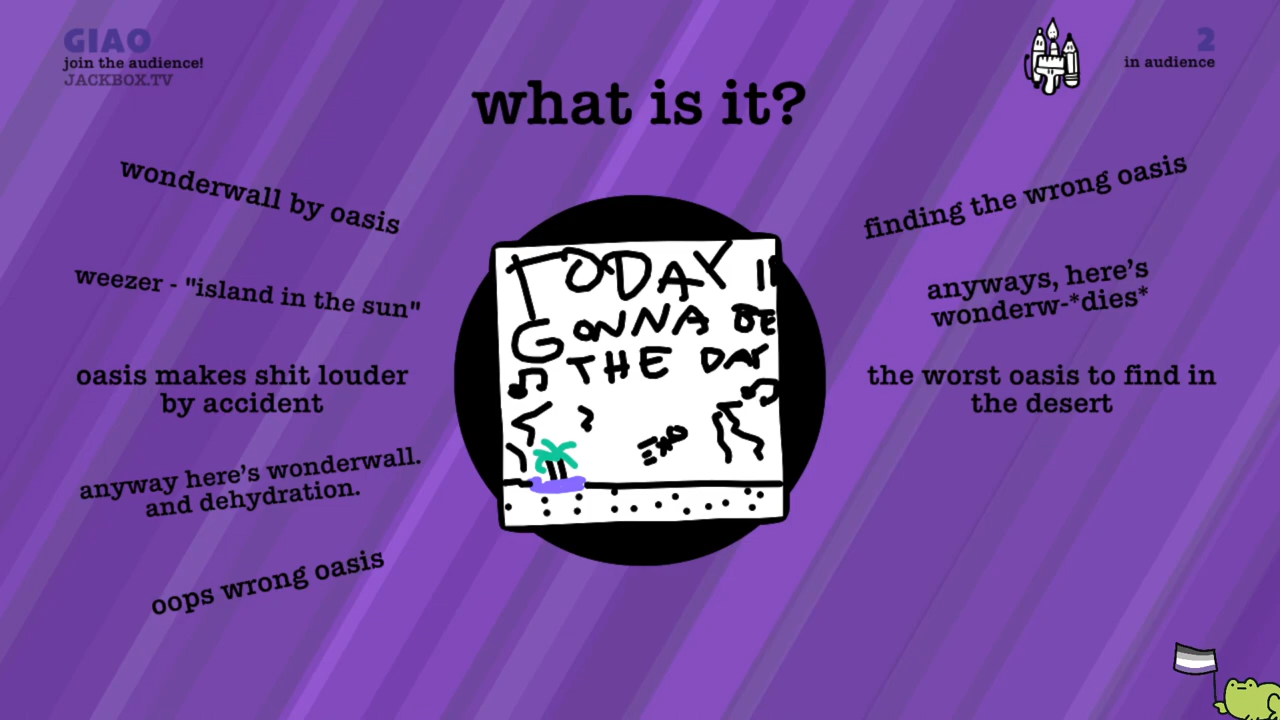 GIAO
join the audience!
JACKBOX.TV
2
in audience
what is it?
wonderwall by oasis
weezer - "island in the sun"
oasis makes shit louder
by accident
anyway here's wonderwall.
and dehydration.
oops wrong oasis
TODAY I
GONNA BE
THE DAY
finding the wrong oasis
anyways, here's
wonderw-*dies*
the worst oasis to find in
the desert